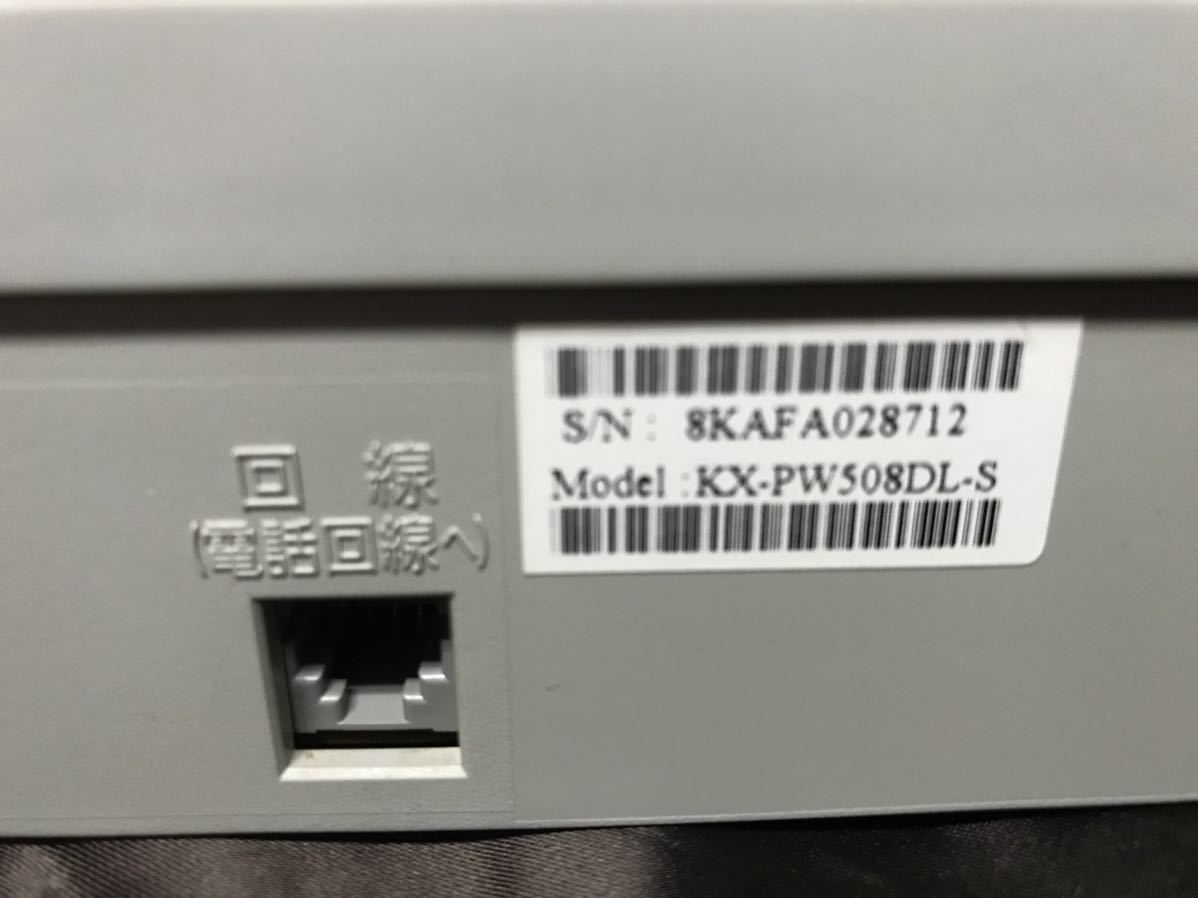 回 線
(電話回線へ)
S/N : 8KAFA028712
Model :KX-PW508DL-S